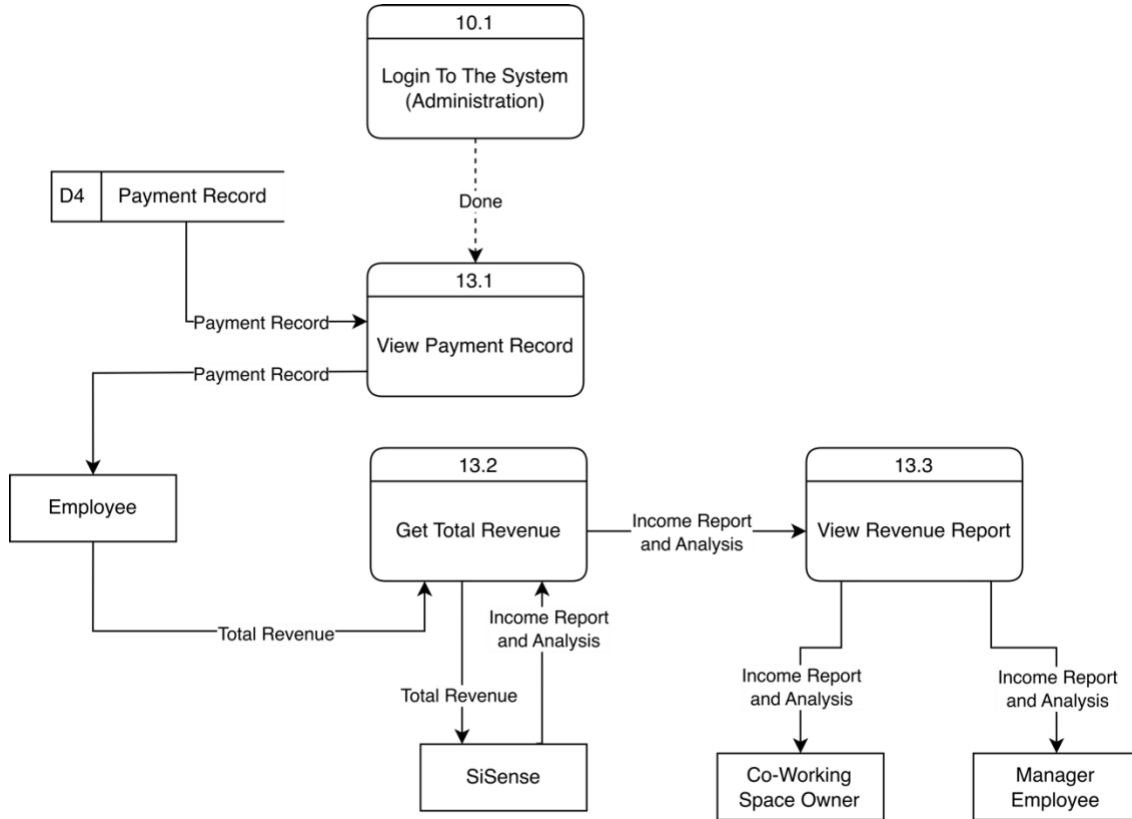 10.1
Login To The System
(Administration)
D4
Payment Record
Done
13.1
View Payment Record
Payment Record
Payment Record
Employee
13.2
Get Total Revenue
Income Report
and Analysis
13.3
View Revenue Report
Total Revenue
Income Report
and Analysis
Total Revenue
SiSense
Income Report
and Analysis
Income Report
and Analysis
Co-Working
Space Owner
Manager
Employee